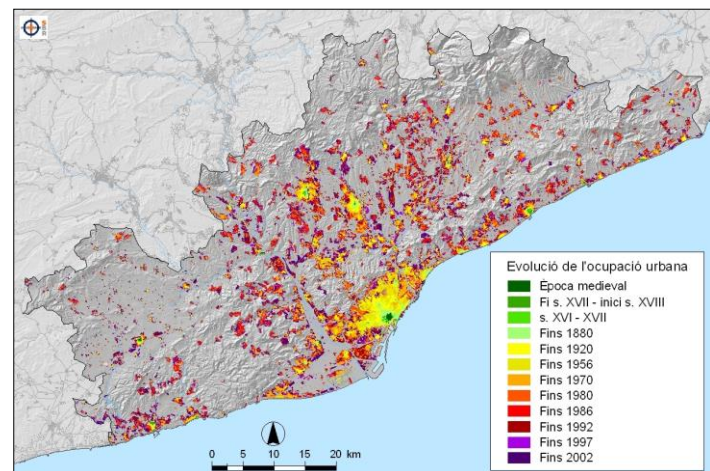 Evolució de l'ocupació urbana
Època medieval
Fi s. XVII - inici s. XVIII
s. XVI - XVII
Fins 1880
Fins 1920
Fins 1956
Fins 1970
Fins 1980
Fins 1986
Fins 1992
Fins 1997
Fins 2002
0 5 10 15 20 km